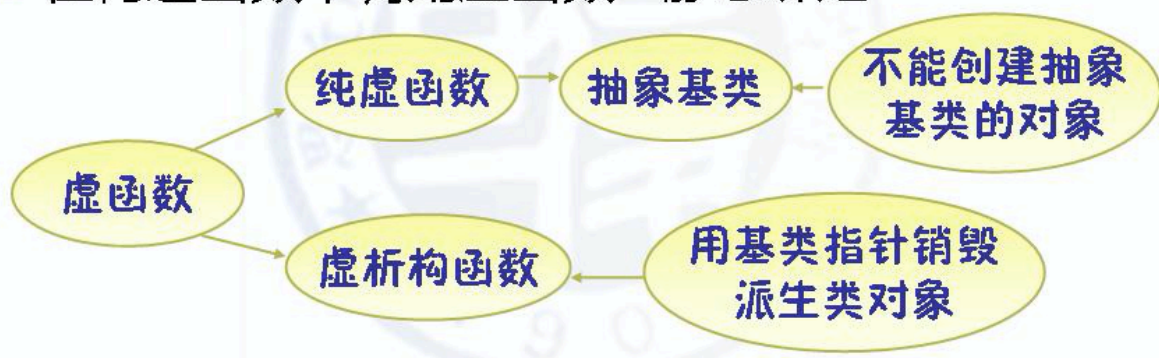 纯虚函数
抽象基类
不能创建抽象
基类的对象
虚函数
虚析构函数
用基类指针销毁
派生类对象